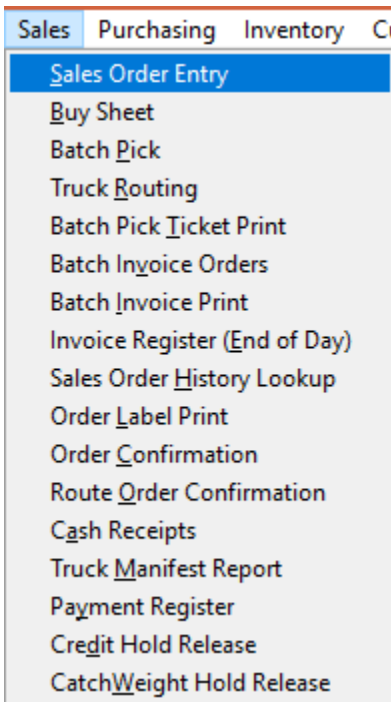 Sales Purchasing Inventory
Sales Order Entry
Buy Sheet
Batch Pick
Truck Routing
Batch Pick Ticket Print
Batch Invoice Orders
Batch Invoice Print
Invoice Register (End of Day)
Sales Order History Lookup
Order Label Print
Order Confirmation
Route Order Confirmation
Cash Receipts
Truck Manifest Report
Payment Register
Credit Hold Release
CatchWeight Hold Release